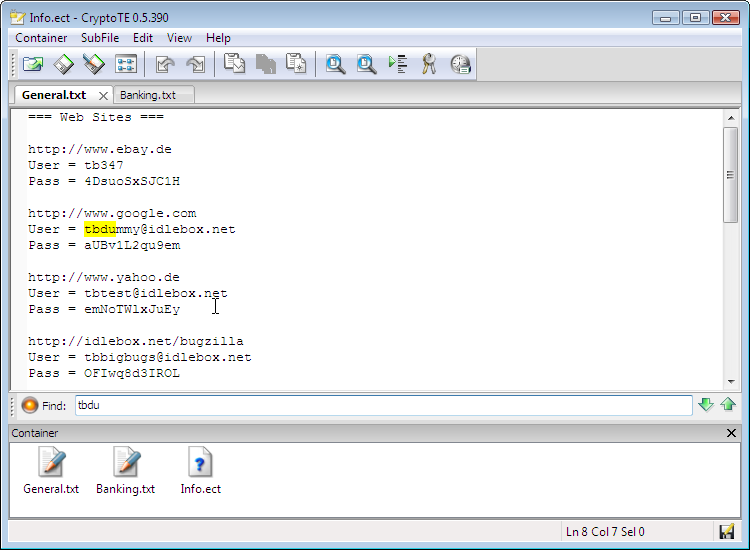 Info.ect - CryptoTE 0.5.390
Container SubFile Edit View Help
General.txt Banking.txt
=== Web Sites ===
http://www.ebay.de
User = tb347
Pass = 4DsuoSxSJC1H
http://www.google.com
User = tbdummy@idlebox.net
Pass = aUBv1L2qu9em
http://www.yahoo.de
User = tbtest@idlebox.net
Pass = emNoTWlxJuEy
http://idlebox.net/bugzilla
User = tbbigbugs@idlebox.net
Pass = OFIwq8d3IROL
Find: tbdu
Container
General.txt Banking.txt Info.ect
Ln 8 Col 7 Sel 0